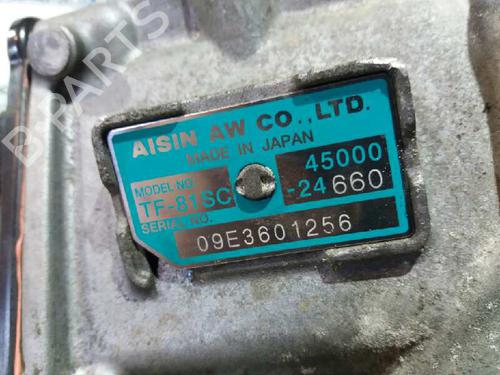 AISIN AW CO.,LTD.
MADE IN JAPAN
MODEL NO. 45000
TF-81SC -24660
SERIAL NO.
09E3601256
B-PARTS